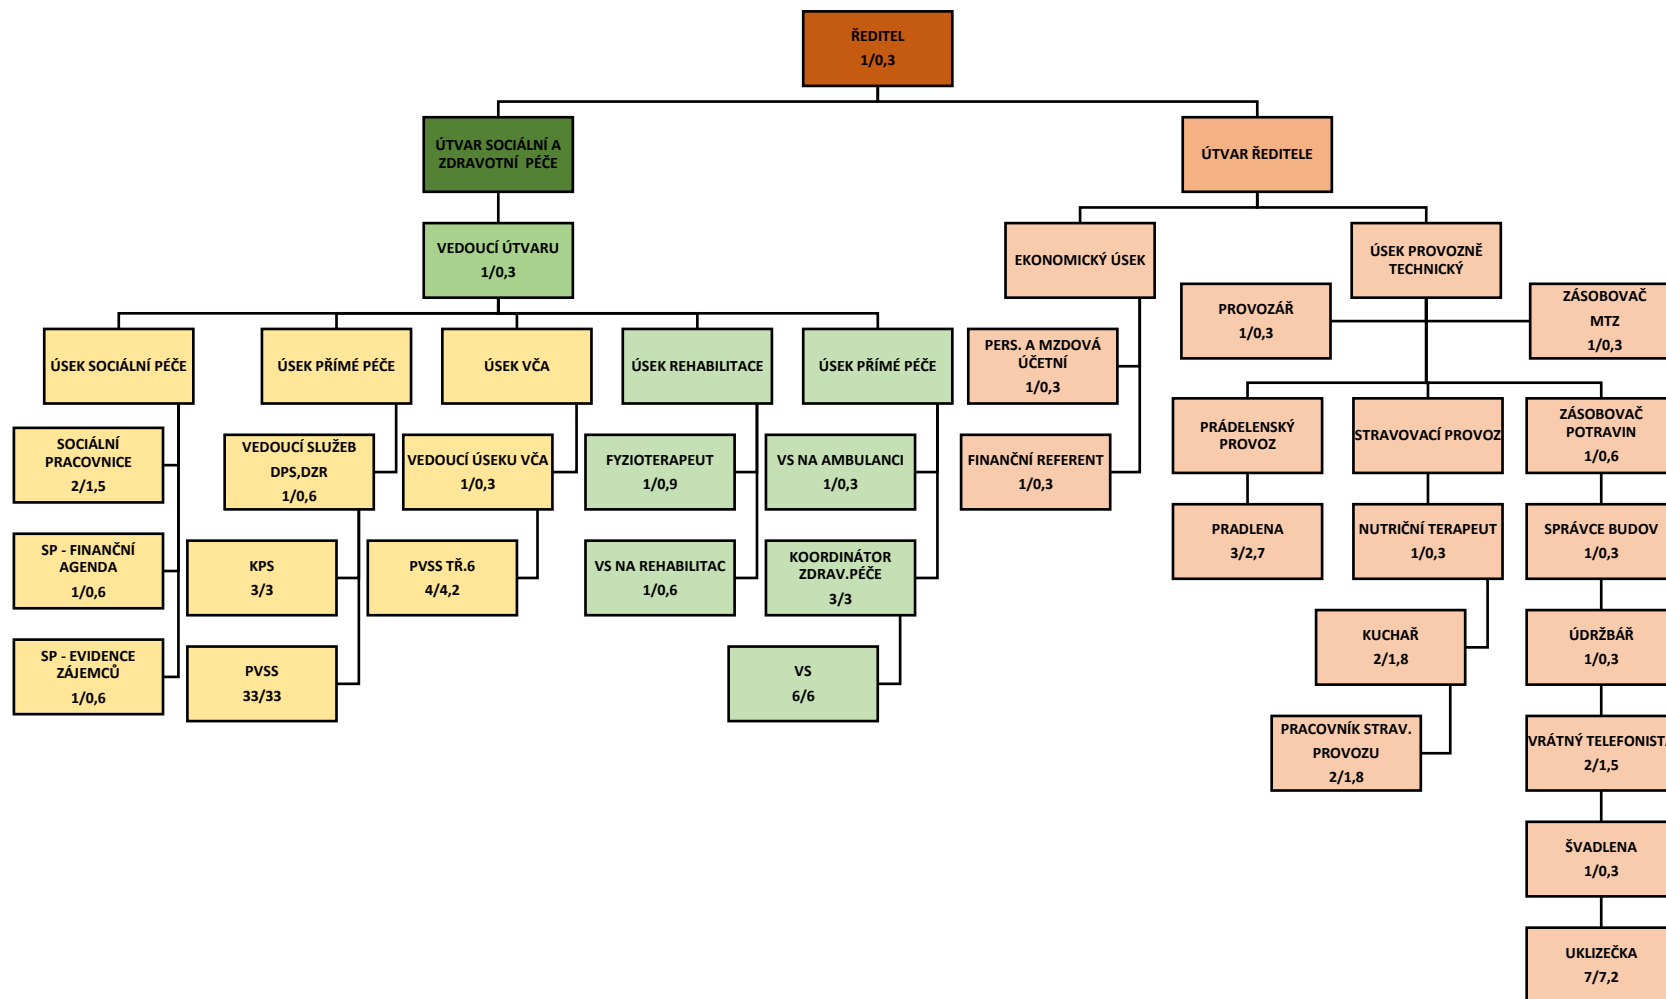 ŘEDITEL
1/0,3
ÚTVAR SOCIÁLNÍ A
ZDRAVOTNÍ PÉČE
ÚTVAR ŘEDITELE
VEDOUCÍ ÚTVARU
1/0,3
EKONOMICKÝ ÚSEK
ÚSEK PROVOZNĚ
TECHNICKÝ
PROVOZÁŘ
1/0,3
ZÁSOBOVAČ
MTZ
1/0,3
ÚSEK SOCIÁLNÍ PÉČE
ÚSEK PŘÍMÉ PÉČE
ÚSEK VČA
ÚSEK REHABILITACE
ÚSEK PŘÍMÉ PÉČE
PERS. A MZDOVÁ
ÚČETNÍ
1/0,3
PRÁDELENSKÝ
PROVOZ
STRAVOVACÍ PROVOZ
ZÁSOBOVAČ
POTRAVIN
1/0,6
SOCIÁLNÍ
PRACOVNICE
2/1,5
VEDOUCÍ SLUŽEB
DPS,DZR
1/0,6
VEDOUCÍ ÚSEKU VČA
1/0,3
FYZIOTERAPEUT
1/0,9
VS NA AMBULANCI
1/0,3
FINANČNÍ REFERENT
1/0,3
PRADLENA
3/2,7
NUTRIČNÍ TERAPEUT
1/0,3
SPRÁVCE BUDOV
1/0,3
SP - FINANČNÍ
AGENDA
1/0,6
KPS
3/3
PVSS TŘ.6
4/4,2
VS NA REHABILITAC
1/0,6
KOORDINÁTOR
ZDRAV.PÉČE
3/3
KUCHAŘ
2/1,8
ÚDRŽBÁŘ
1/0,3
SP - EVIDENCE
ZÁJEMCŮ
1/0,6
PVSS
33/33
VS
6/6
PRACOVNÍK STRAV.
PROVOZU
2/1,8
VRÁTNÝ TELEFONIST
2/1,5
ŠVADLENA
1/0,3
UKLIZEČKA
7/7,2